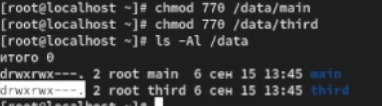 [root@localhost ~]# chmod 770 /data/main
[root@localhost ~]# chmod 770 /data/third
[root@localhost ~]# ls -Al /data
итого 0
drwxrwx---. 2 root main  6 сен 15 13:45 main
drwxrwx---. 2 root third 6 сен 15 13:45 third
[root@localhost ~]#